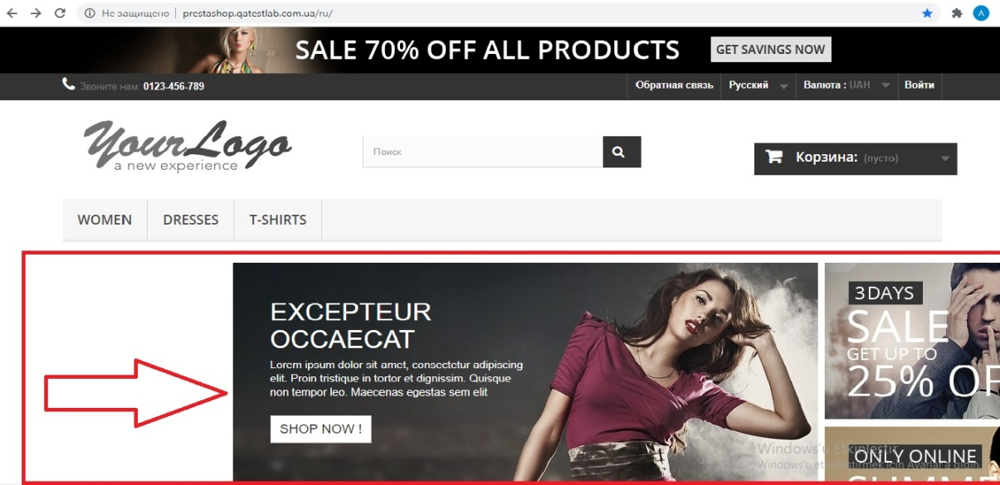 Не защищено
prestashop.qatestlab.com.ua/ru/
A
SALE 70% OFF ALL PRODUCTS
GET SAVINGS NOW
Звоните нам: 0123-456-789
Обратная связь
Русский
Валюта : UAH
Войти
YourLogo
a new experience
Поиск
Корзина: (пусто)
WOMEN
DRESSES
T-SHIRTS
EXCEPTEUR
OCCAECAT
Lorem ipsum dolor sit amet, consectetur adipiscing
elit. Proin tristique in tortor et dignissim. Quisque
non tempor leo. Maecenas egestas sem elit
SHOP NOW !
3DAYS
SALE
GET UP TO
25% OF
Windows'u Etkinleştir
Windows'u etkinleştirmek için Ayarlar'a gidin.
ONLY ONLINE